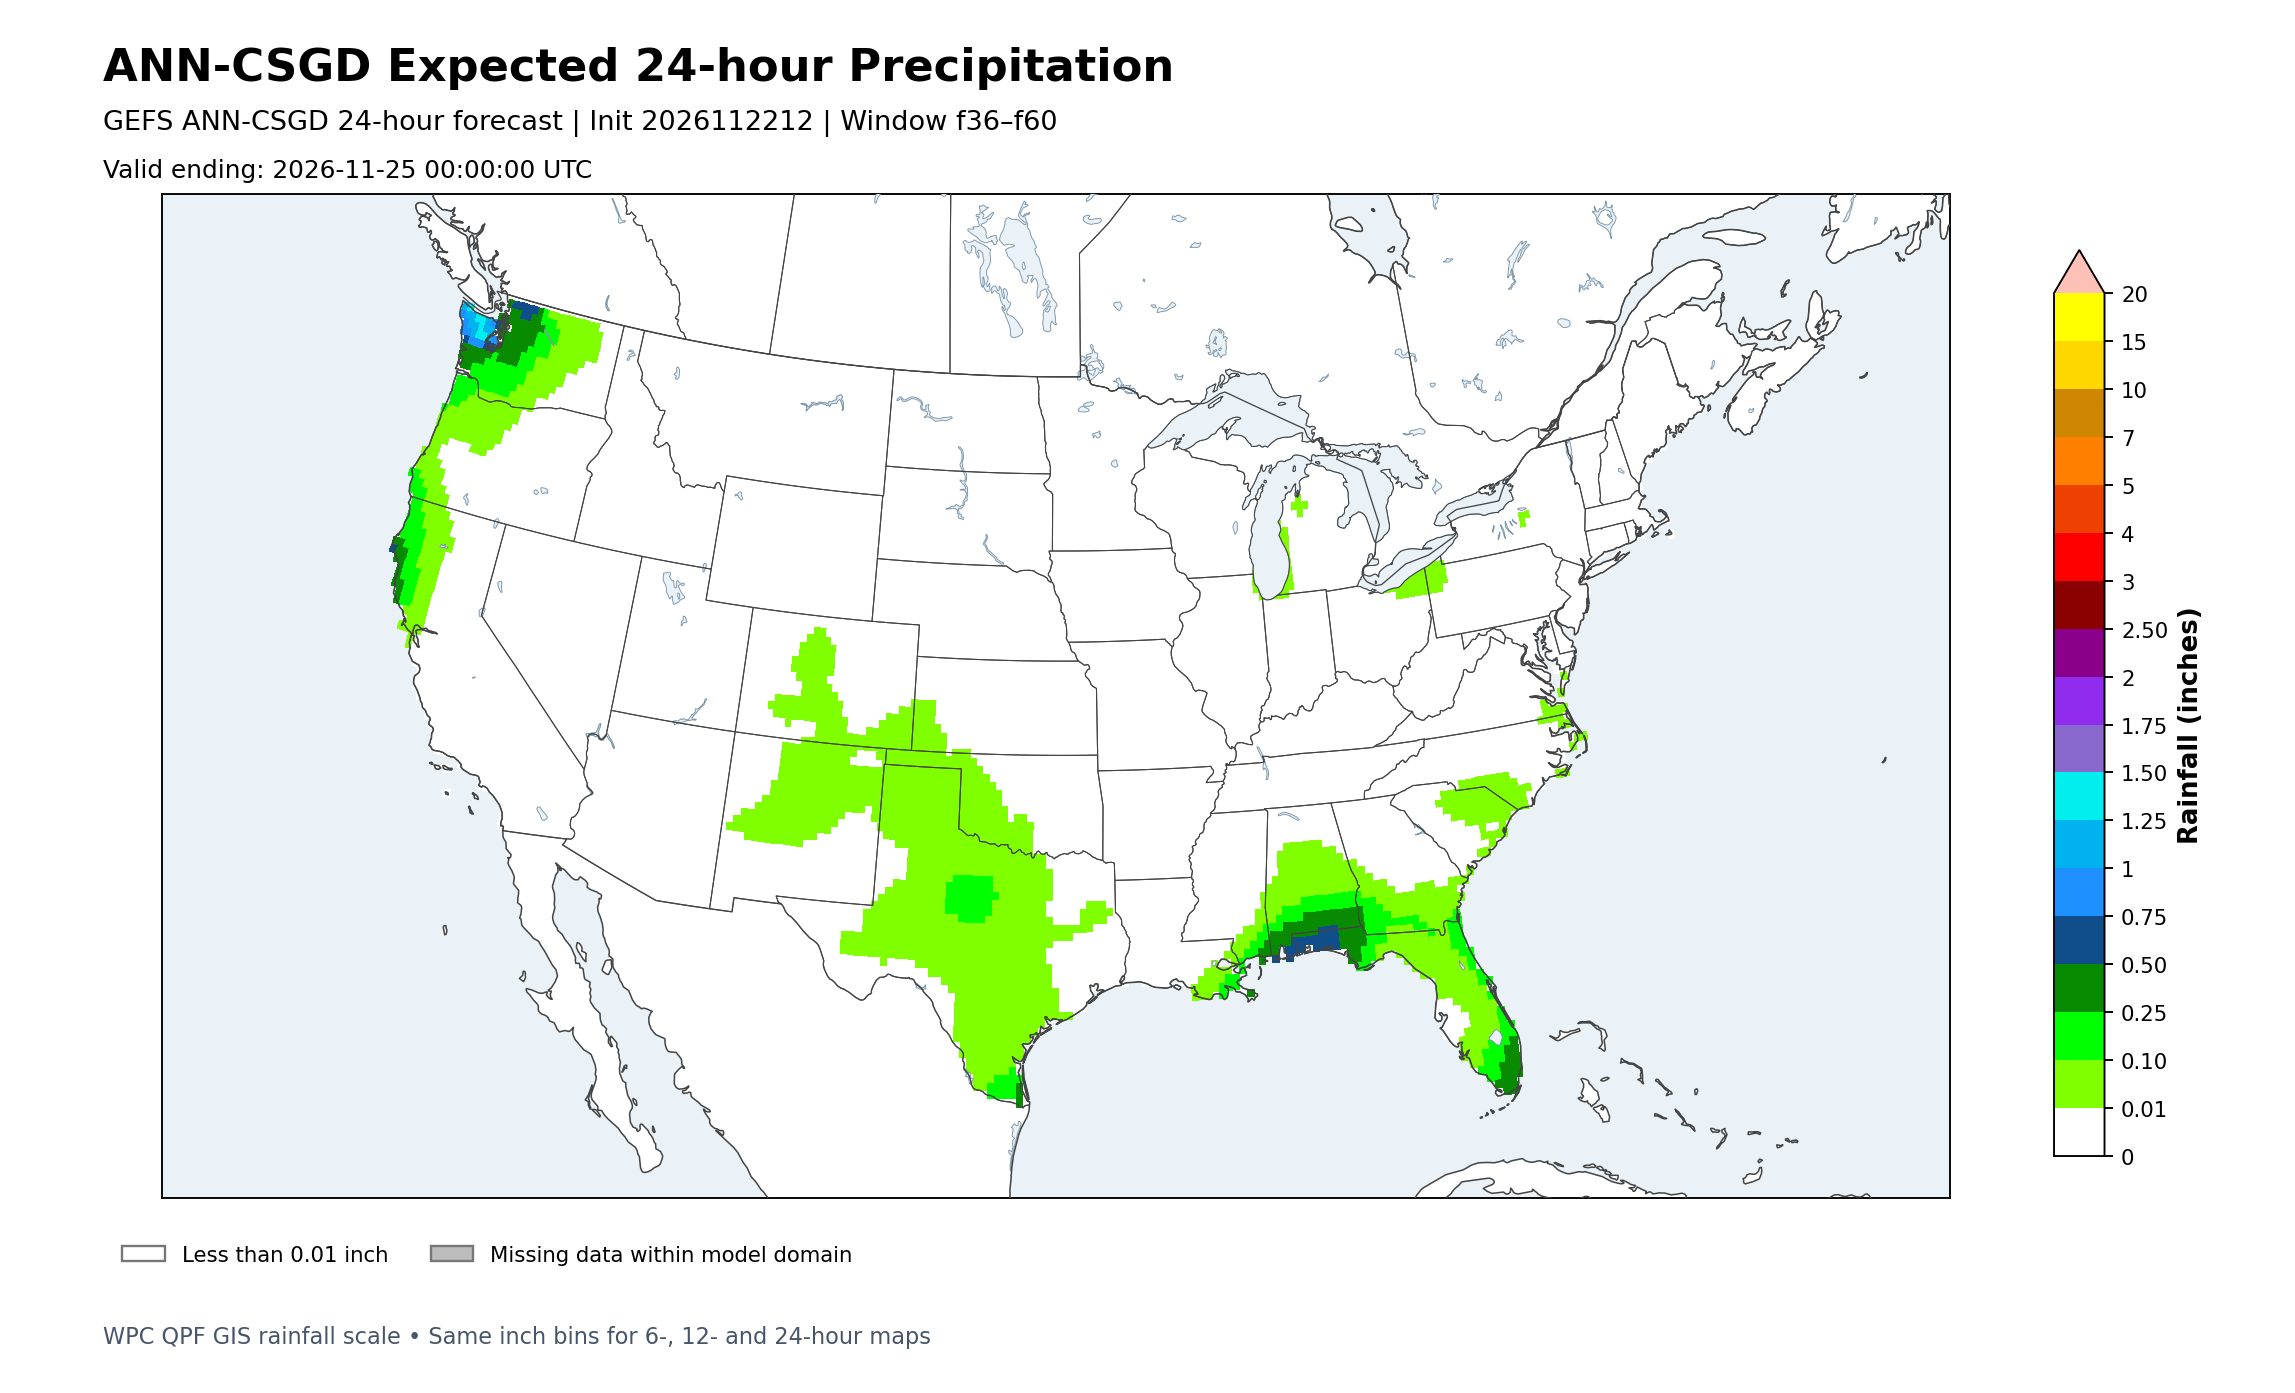 ANN-CSGD Expected 24-hour Precipitation
GEFS ANN-CSGD 24-hour forecast | Init 2026112212 | Window f36–f60
Valid ending: 2026-11-25 00:00:00 UTC
20
15
10
7
5
4
3
2.50
2
1.75
1.50
1.25
1
0.75
0.50
0.25
0.10
0.01
0
Rainfall (inches)
Less than 0.01 inch
Missing data within model domain
WPC QPF GIS rainfall scale • Same inch bins for 6-, 12- and 24-hour maps